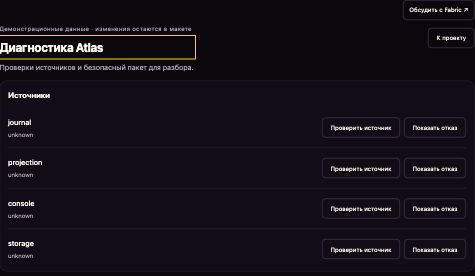 Обсудить с Fabric ↗
Демонстрационные данные · изменения остаются в макете
К проекту
Диагностика Atlas
Проверки источников и безопасный пакет для разбора.
Источники
journal
unknown
Проверить источник
Показать отказ
projection
unknown
Проверить источник
Показать отказ
console
unknown
Проверить источник
Показать отказ
storage
unknown
Проверить источник
Показать отказ